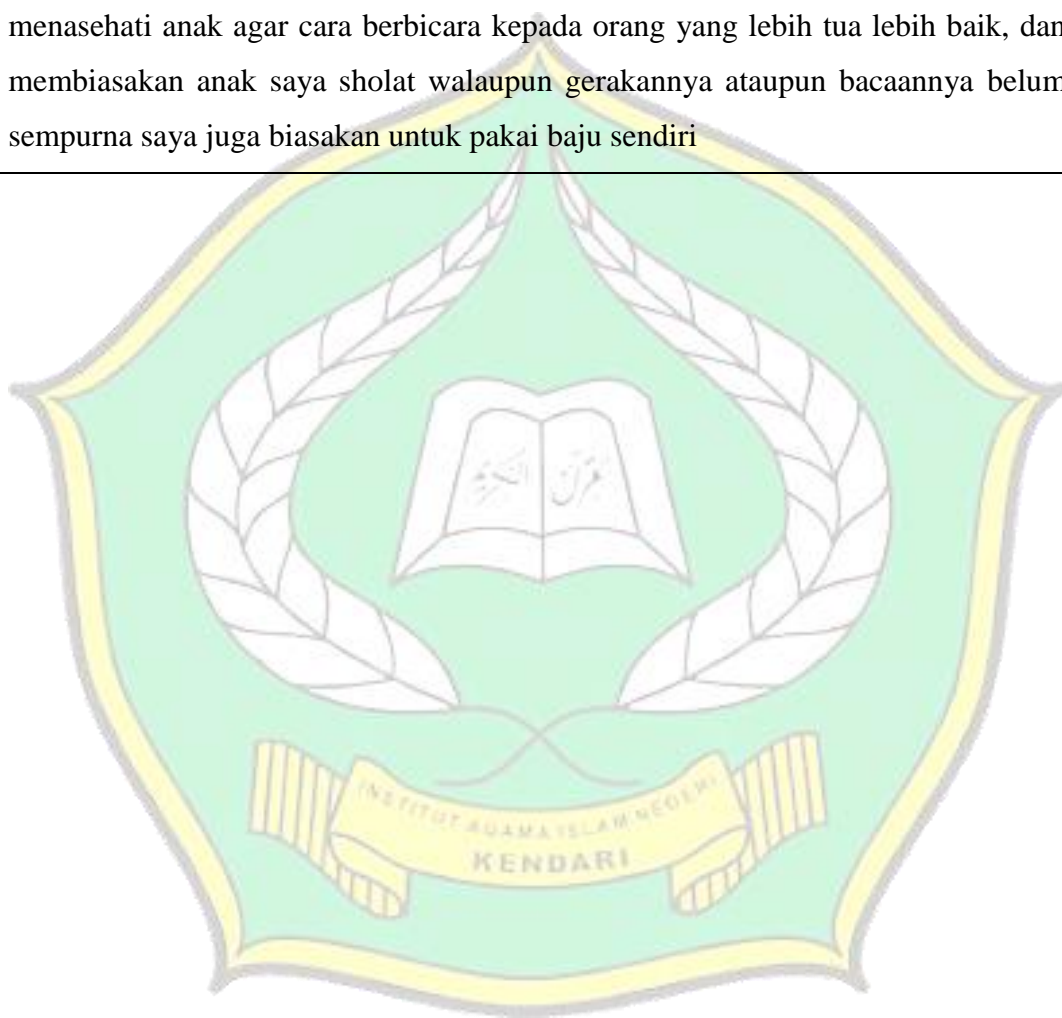 menasehati anak agar cara berbicara kepada orang yang lebih tua lebih baik, dan
membiasakan anak saya sholat walaupun gerakannya ataupun bacaannya belum
sempurna saya juga biasakan untuk pakai baju sendiri
INSTITUT AGAMA ISLAM NEGERI
KENDARI